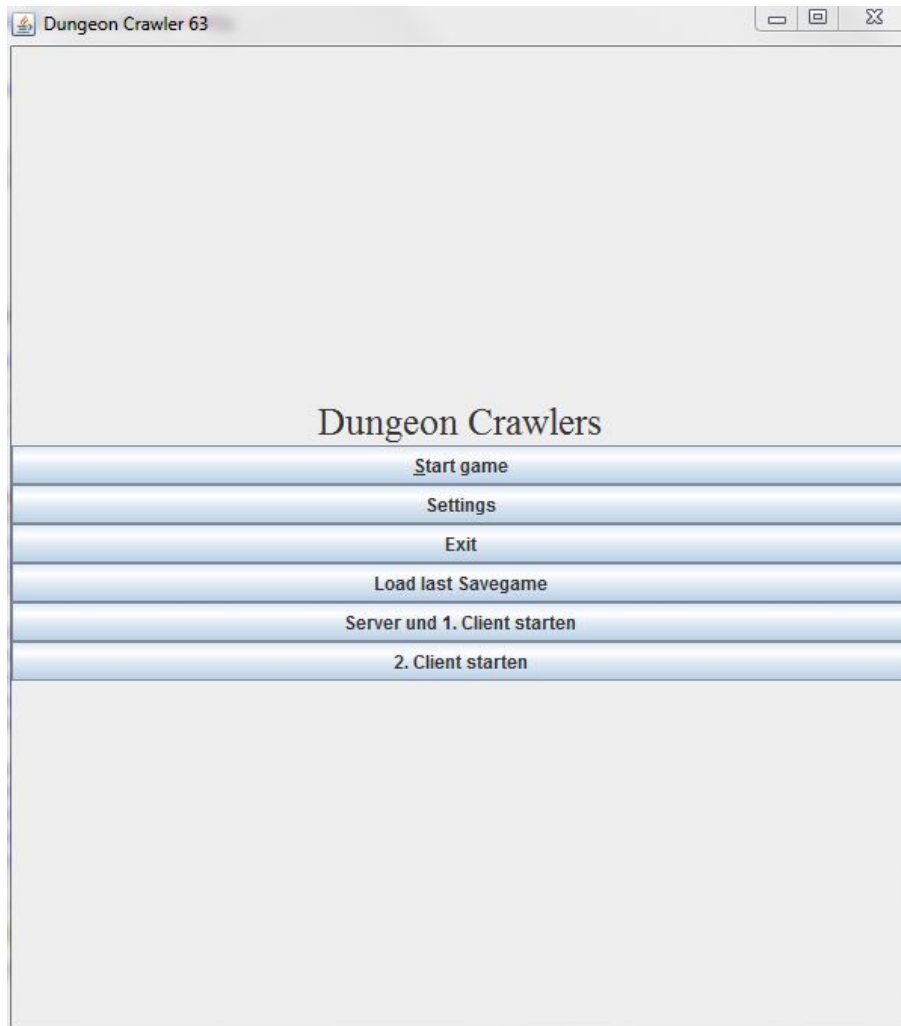 Dungeon Crawler 63
Dungeon Crawlers
Start game
Settings
Exit
Load last Savegame
Server und 1. Client starten
2. Client starten